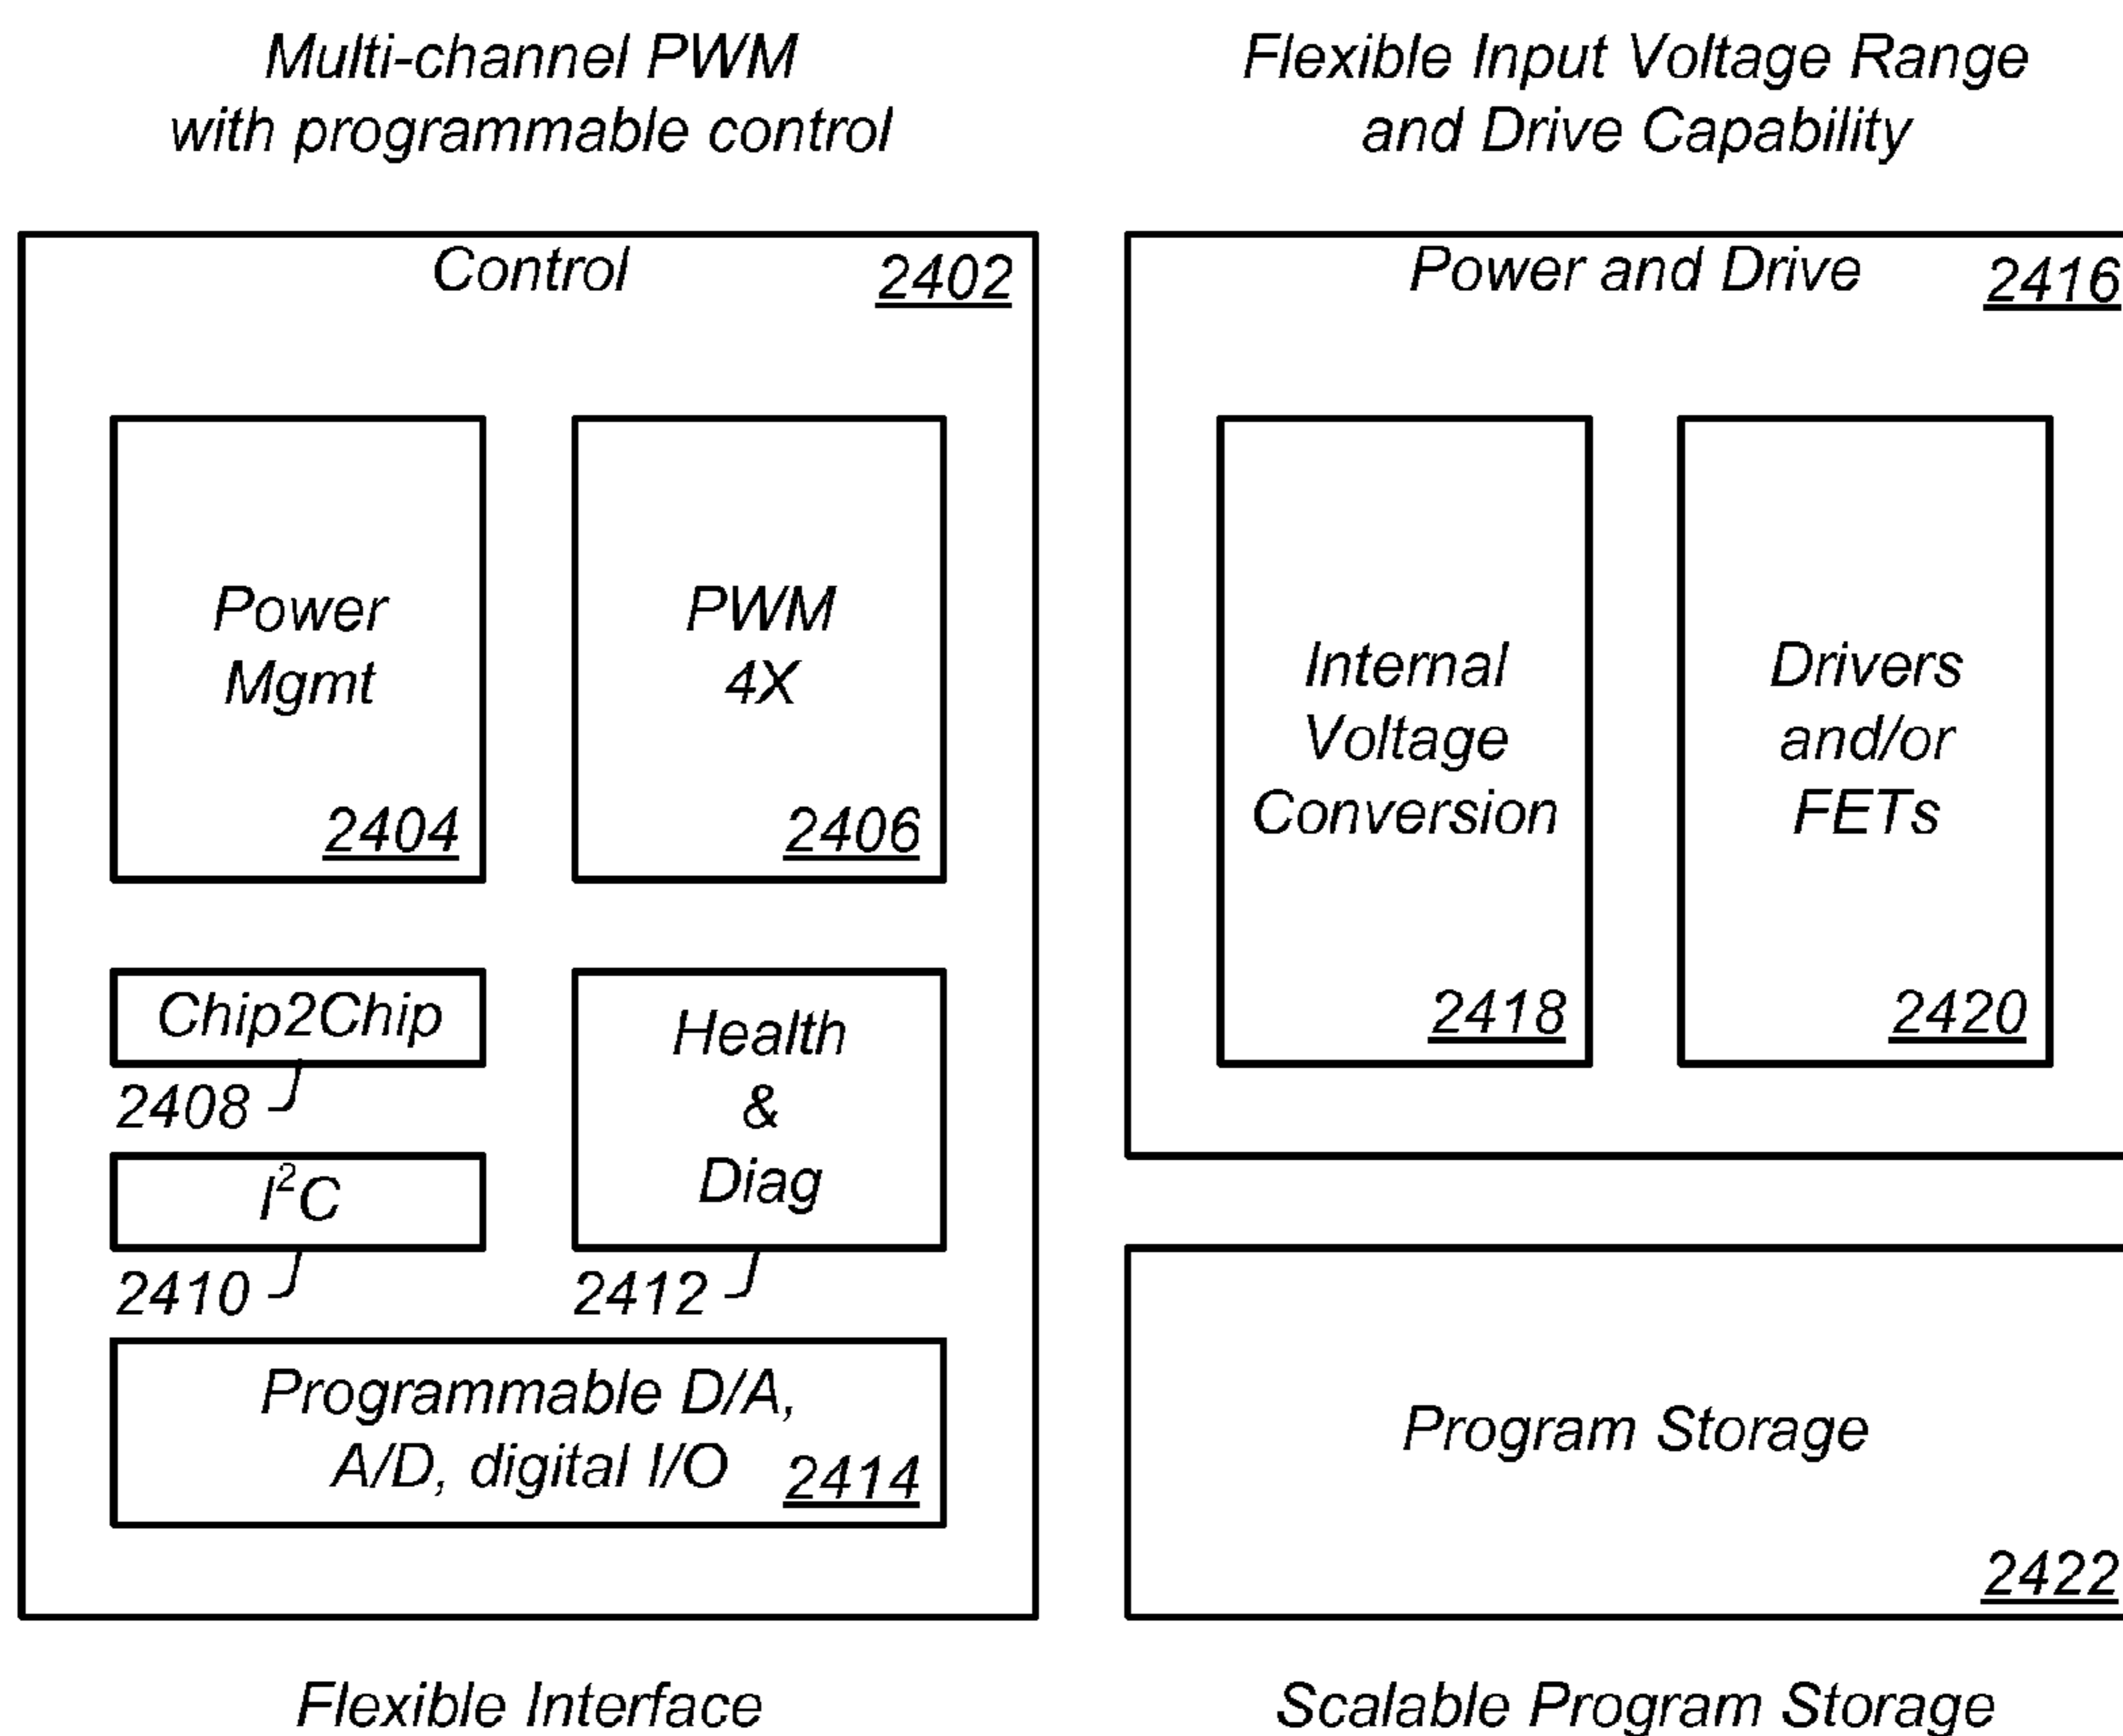 Multi-channel PWM
with programmable control
Flexible Input Voltage Range
and Drive Capability
Control 2402
Power
Mgmt
2404
PWM
4X
2406
Chip2Chip
2408
I²C
2410
Health
&
Diag
2412
Programmable D/A,
A/D, digital I/O 2414
Power and Drive 2416
Internal
Voltage
Conversion
2418
Drivers
and/or
FETs
2420
Program Storage
2422
Flexible Interface
Scalable Program Storage